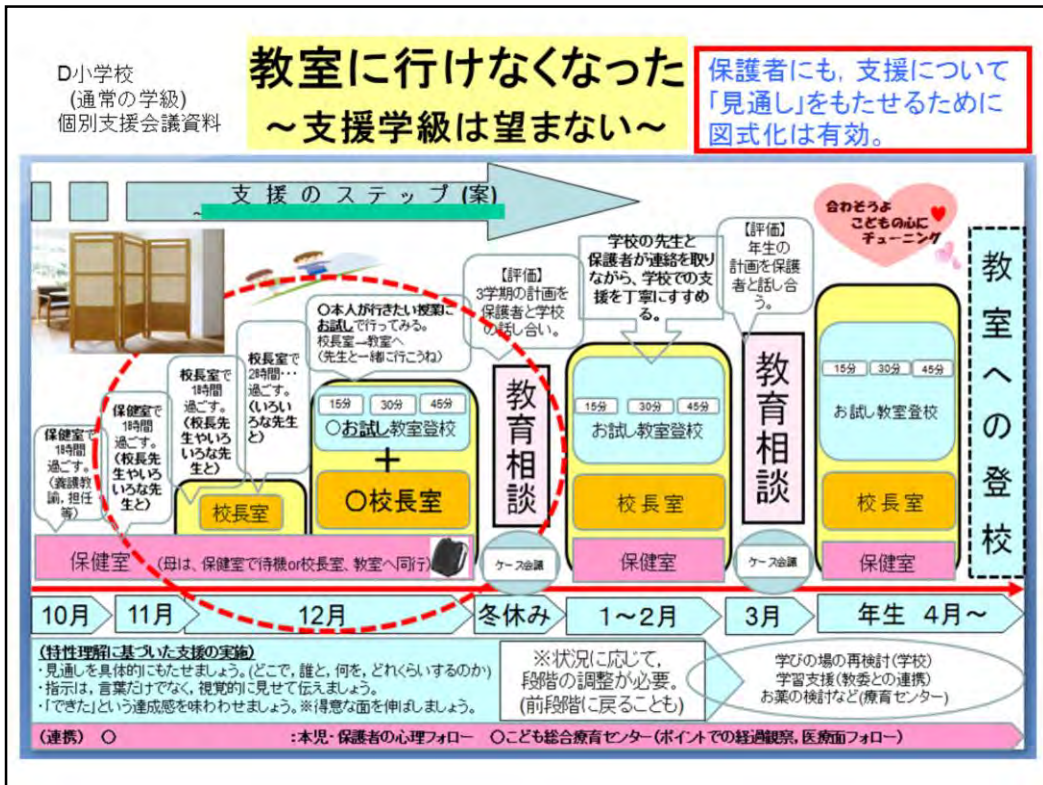 D小学校
(通常の学級)
個別支援会議資料
教室に行けなくなった
～支援学級は望まない～
保護者にも，支援について
「見通し」をもたせるために
図式化は有効。
支援のステップ(案)
～
合わそうよ
こどもの心に
チューニング
保健室で
1時間
過ごす。
(養護教
諭，担任
等)
保健室で
1時間
過ごす。
(校長先
生やいろ
いろな先
生と)
校長室で
1時間
過ごす。
(校長先
生やいろ
いろな先
生と)
校長室で
2時間…
過ごす。
(いろい
ろな先生
と)
〇本人が行きたい授業に
お試しで行ってみる。
校長室→教室へ
(先生と一緒に行こうね)
【評価】
3学期の計画を
保護者と学校
の話し合い。
学校の先生と
保護者が連絡を取り
ながら、学校での支
援を丁寧にすすめ
る。
【評価】
年生の
計画を保護
者と話し合
う。
校長室
15分 30分 45分
〇お試し教室登校
＋
〇校長室
教育相談
15分 30分 45分
お試し教室登校
校長室
保健室
教育相談
15分 30分 45分
お試し教室登校
校長室
保健室
教室への登校
保健室 (母は、保健室で待機or校長室、教室へ同行)
ケース会議
ケース会議
10月 11月 12月 冬休み 1～2月 3月 年生 4月～
(特性理解に基づいた支援の実施)
・見通しを具体的にもたせましょう。(どこで，誰と，何を，どれくらいするのか)
・指示は，言葉だけでなく，視覚的に見せて伝えましょう。
・「できた」という達成感を味わわせましょう。※得意な面を伸ばしましょう。
※状況に応じて，
段階の調整が必要。
(前段階に戻ることも)
学びの場の再検討(学校)
学習支援(教委との連携)
お薬の検討など(療育センター)
(連携) 〇 :本児・保護者の心理フォロー 〇こども総合療育センター(ポイントでの経過観察，医療面フォロー)